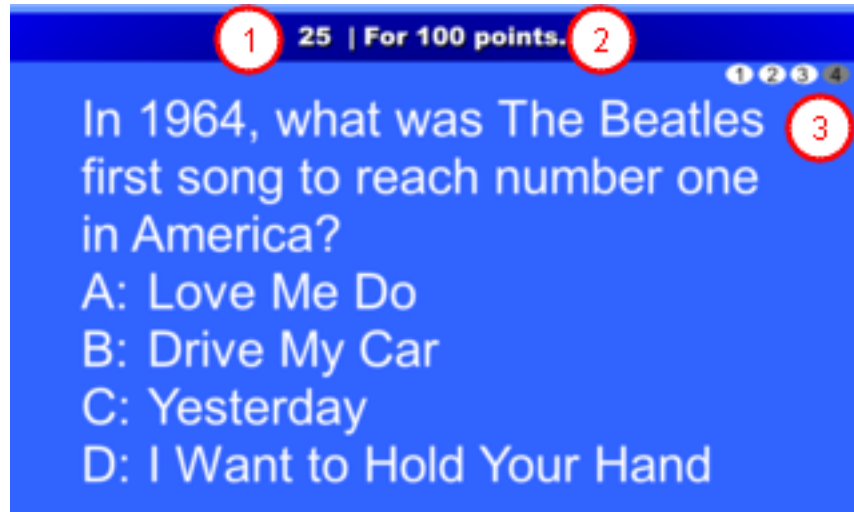 1 25 | For 100 points. 2
1 2 3 4
In 1964, what was The Beatles 3
first song to reach number one
in America?
A: Love Me Do
B: Drive My Car
C: Yesterday
D: I Want to Hold Your Hand